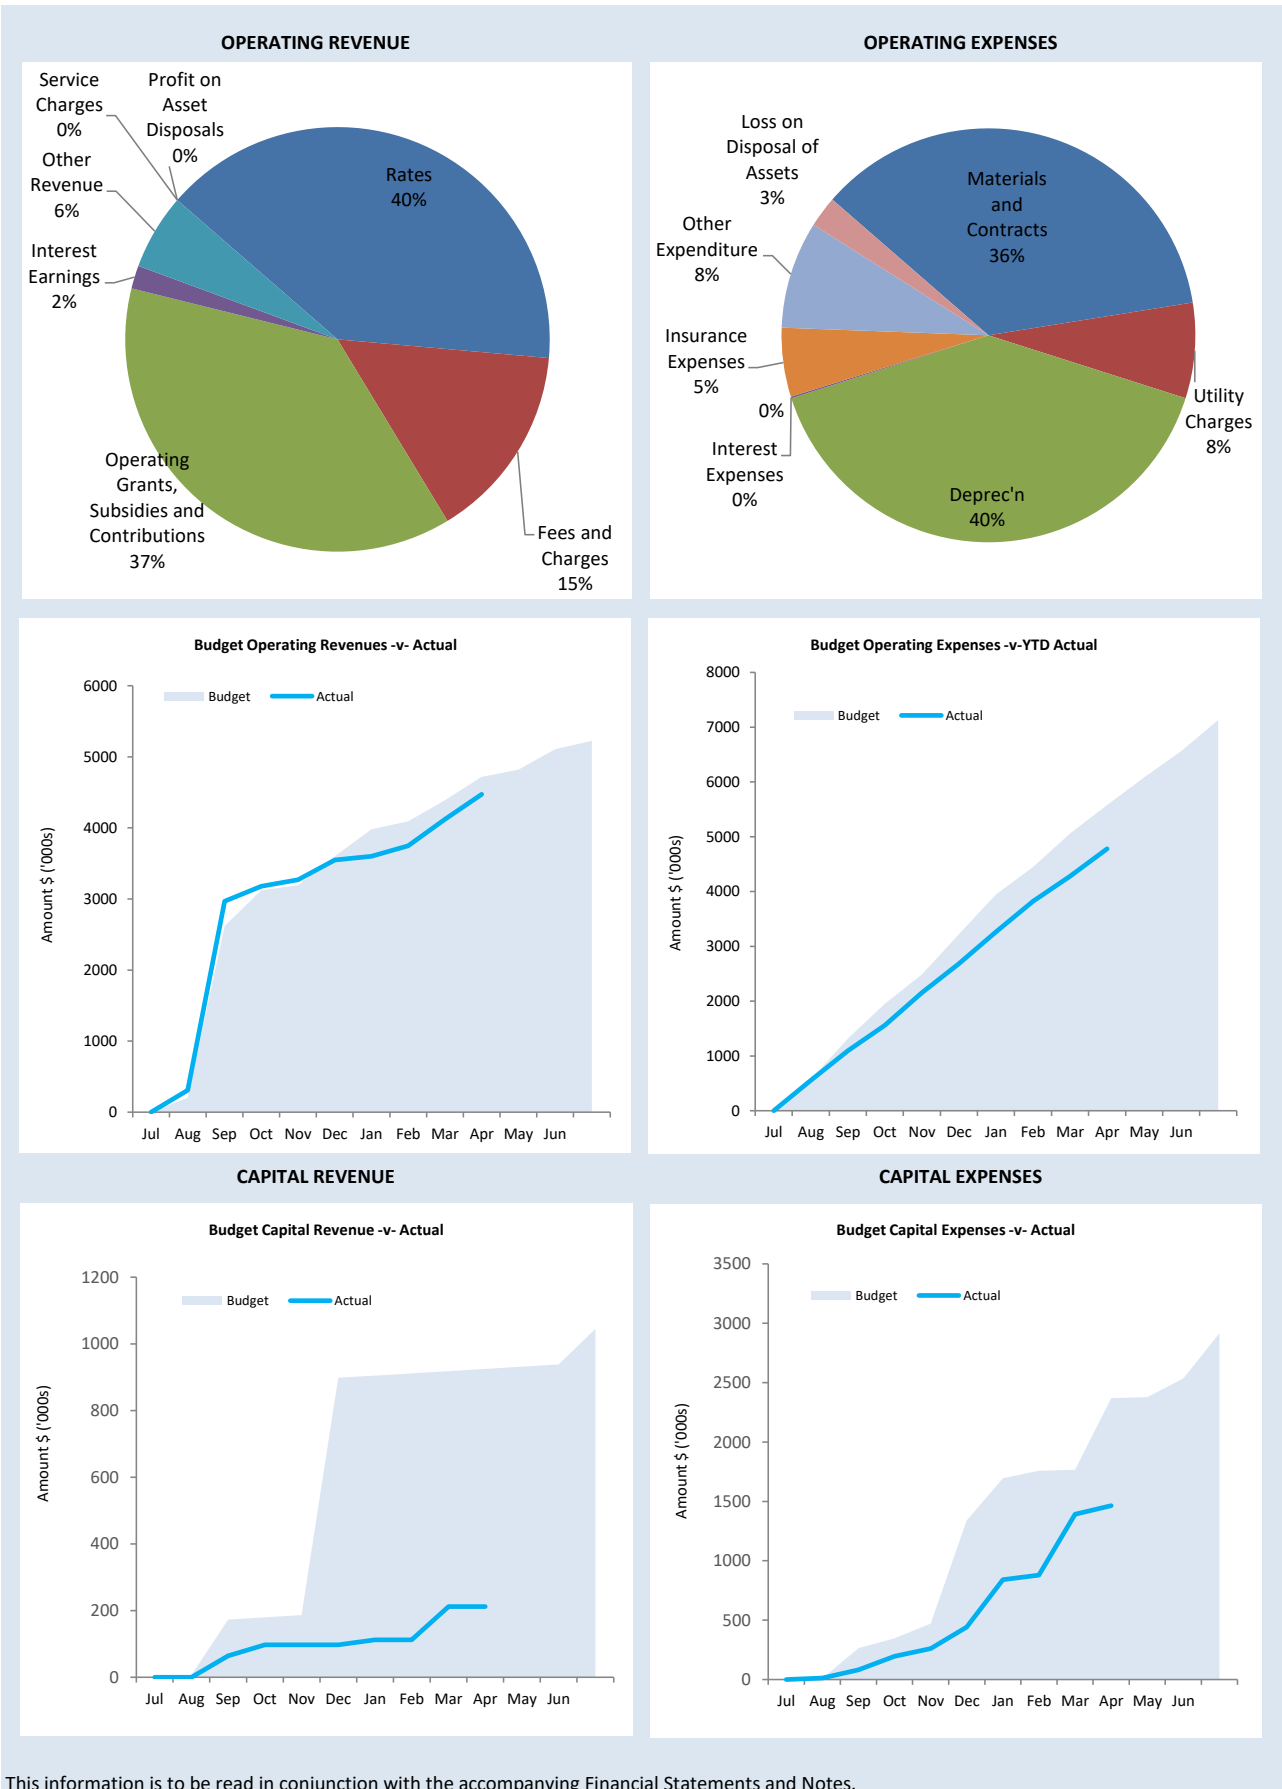 OPERATING REVENUE
Service
Charges
0%
Profit on
Asset
Disposals
0%
Other
Revenue
6%
Interest
Earnings
2%
Rates
40%
Operating
Grants,
Subsidies and
Contributions
37%
Fees and
Charges
15%
OPERATING EXPENSES
Loss on
Disposal of
Assets
3%
Other
Expenditure
8%
Insurance
Expenses
5%
0%
Interest
Expenses
0%
Materials
and
Contracts
36%
Utility
Charges
8%
Deprec'n
40%
Budget Operating Revenues -v- Actual
Budget Actual
6000
5000
4000
3000
2000
1000
0
Amount $ ('000s)
Jul Aug Sep Oct Nov Dec Jan Feb Mar Apr May Jun
Budget Operating Expenses -v-YTD Actual
Budget Actual
8000
7000
6000
5000
4000
3000
2000
1000
0
Amount $ ('000s)
Jul Aug Sep Oct Nov Dec Jan Feb Mar Apr May Jun
CAPITAL REVENUE
Budget Capital Revenue -v- Actual
Budget Actual
1200
1000
800
600
400
200
0
Amount $ ('000s)
Jul Aug Sep Oct Nov Dec Jan Feb Mar Apr May Jun
CAPITAL EXPENSES
Budget Capital Expenses -v- Actual
Budget Actual
3500
3000
2500
2000
1500
1000
500
0
Amount $ ('000s)
Jul Aug Sep Oct Nov Dec Jan Feb Mar Apr May Jun
This information is to be read in conjunction with the accompanying Financial Statements and Notes.